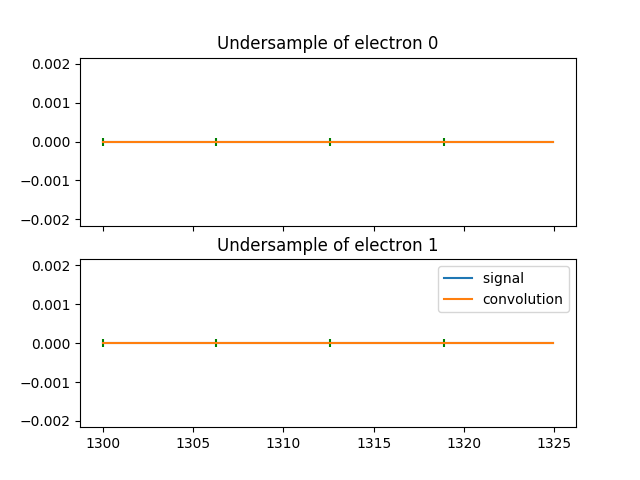 Undersample of electron 0
0.002
0.001
0.000
−0.001
−0.002
Undersample of electron 1
0.002
signal
0.001
convolution
0.000
−0.001
−0.002
1300 1305 1310 1315 1320 1325